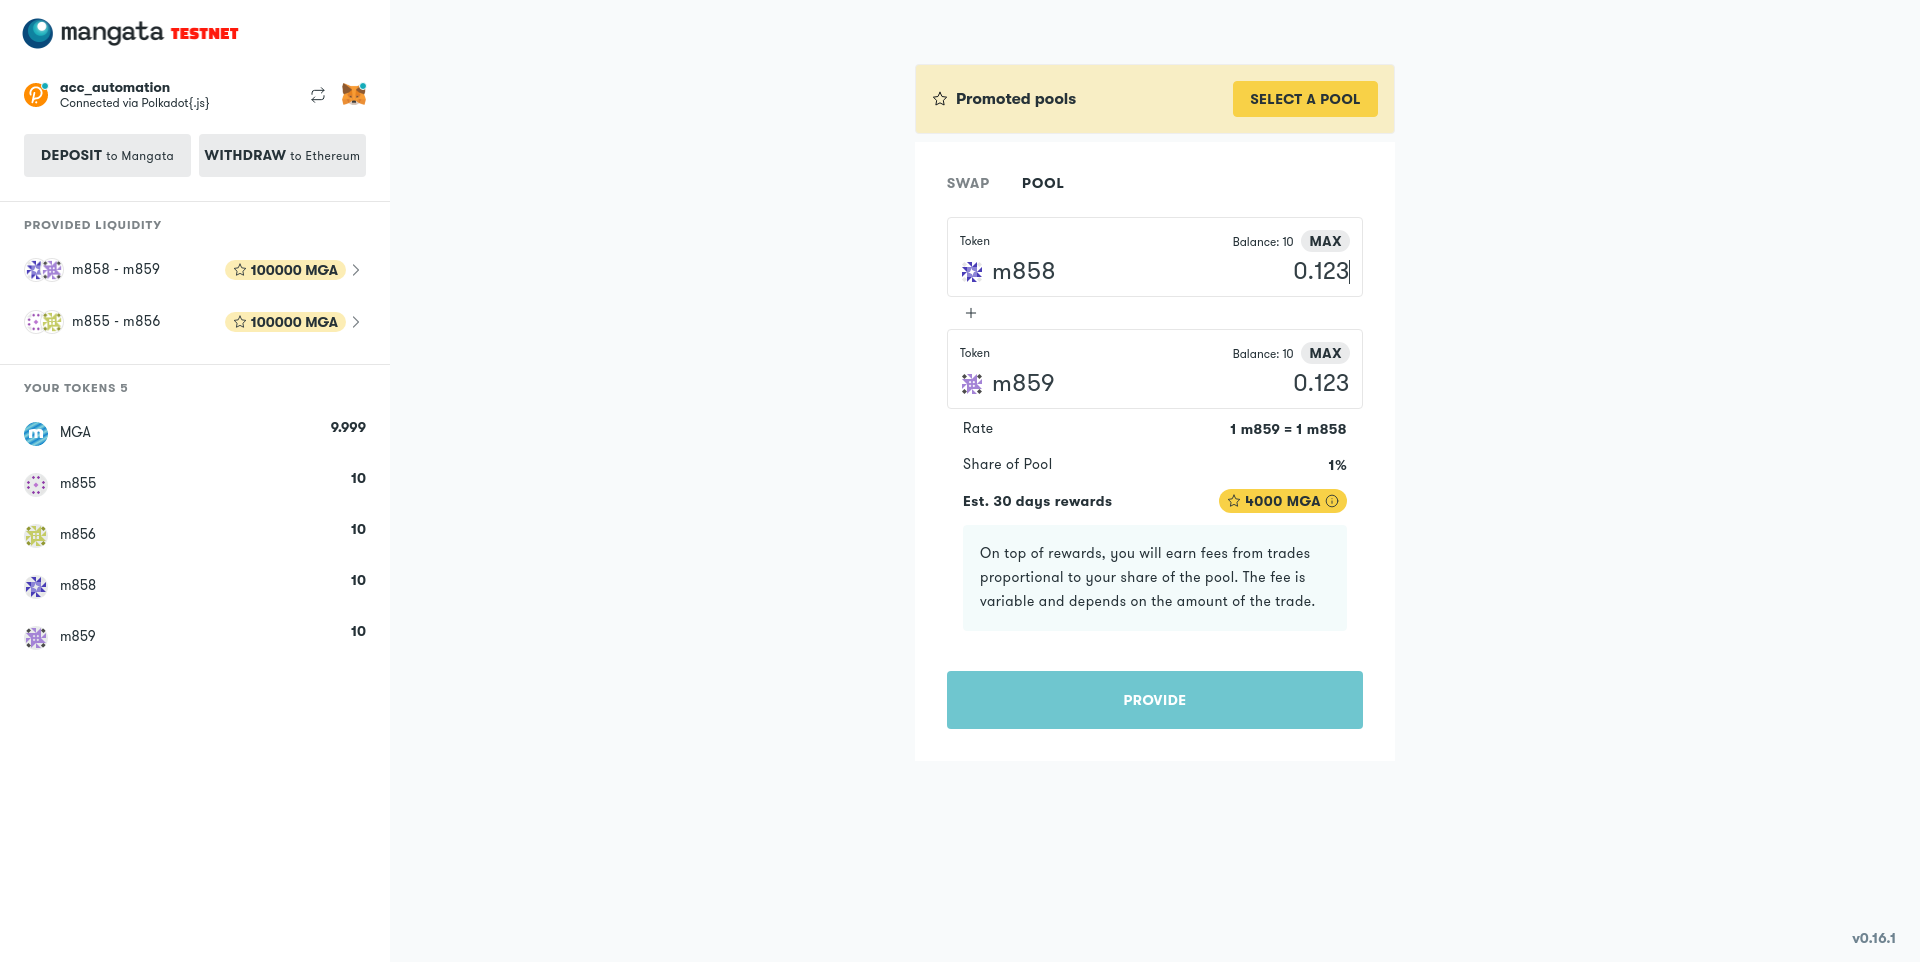 mangata TESTNET
acc_automation
Connected via Polkadot{.js}
DEPOSIT to Mangata
WITHDRAW to Ethereum
PROVIDED LIQUIDITY
m858 - m859
100000 MGA
m855 - m856
100000 MGA
YOUR TOKENS 5
MGA
9.999
m855
10
m856
10
m858
10
m859
10
Promoted pools
SELECT A POOL
SWAP
POOL
Token
Balance: 10
MAX
m858
0.123
+
Token
Balance: 10
MAX
m859
0.123
Rate
1 m859 = 1 m858
Share of Pool
1%
Est. 30 days rewards
4000 MGA
On top of rewards, you will earn fees from trades
proportional to your share of the pool. The fee is
variable and depends on the amount of the trade.
PROVIDE
v0.16.1